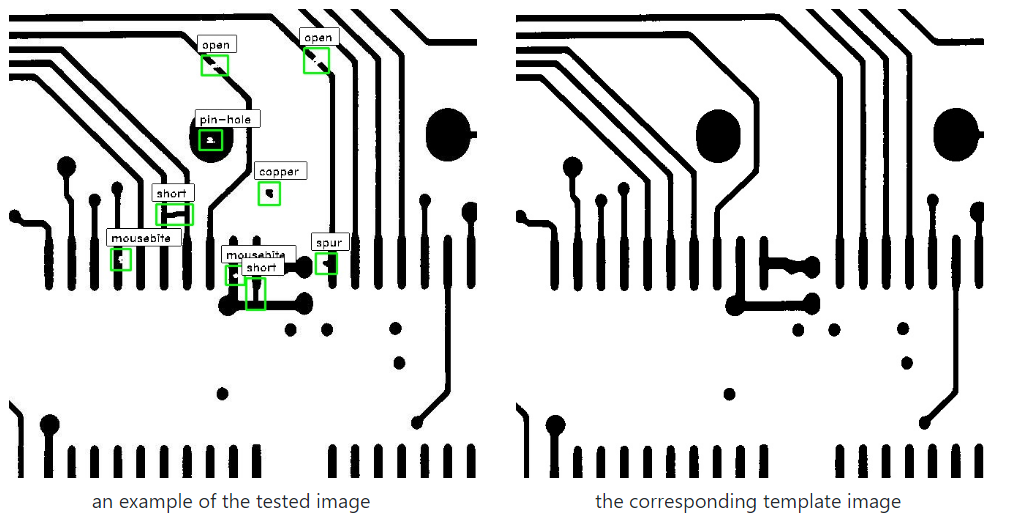 open
open
pin-hole
copper
short
mousebite
spur
mousebite
short
an example of the tested image
the corresponding template image